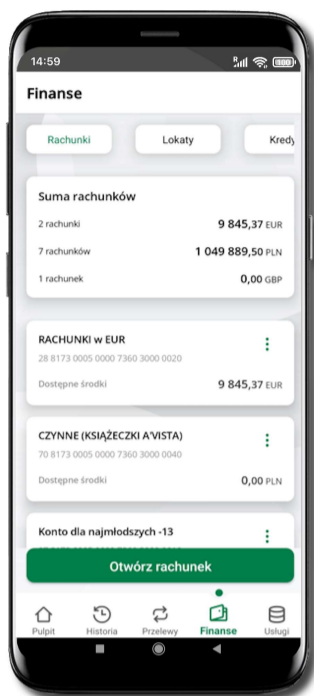 14:59
Finanse
Rachunki Lokaty Kredy
Suma rachunków
2 rachunki 9 845,37 EUR
7 rachunków 1 049 889,50 PLN
1 rachunek 0,00 GBP
RACHUNKI w EUR
28 8173 0005 0000 7360 3000 0020
Dostępne środki 9 845,37 EUR
CZYNNE (KSIĄŻECZKI A'VISTA)
70 8173 0005 0000 7360 3000 0040
Dostępne środki 0,00 PLN
Konto dla najmłodszych -13
Otwórz rachunek
Pulpit Historia Przelewy Finanse Usługi